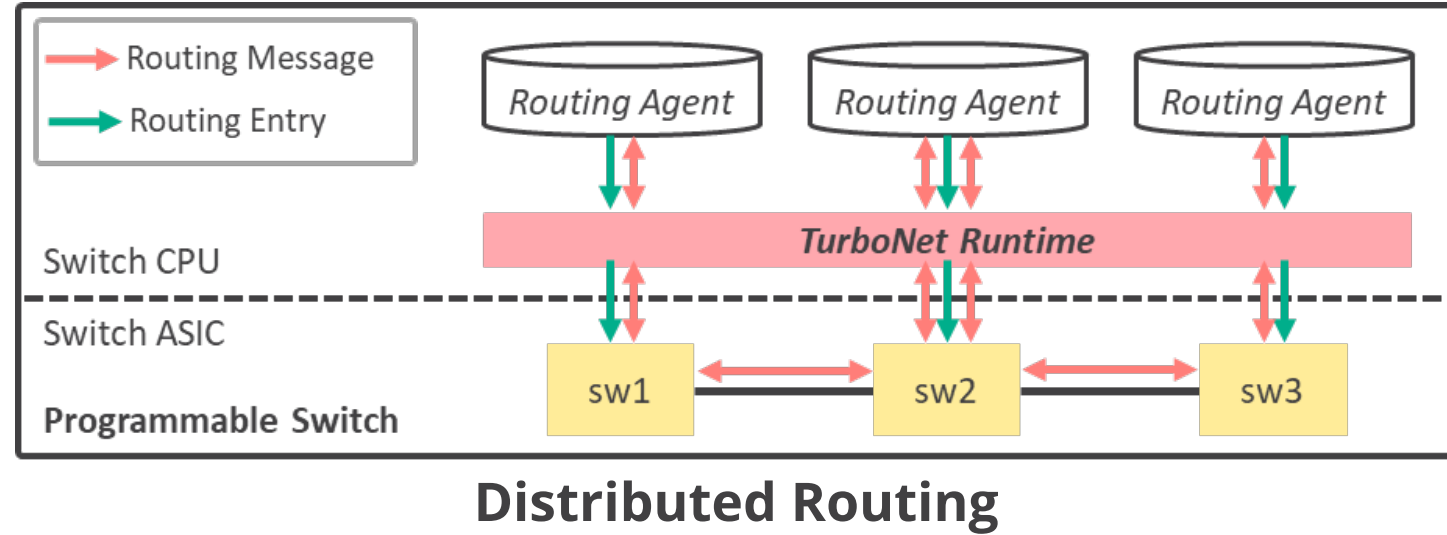 Routing Message
Routing Entry
Routing Agent
Routing Agent
Routing Agent
TurboNet Runtime
Switch CPU
Switch ASIC
sw1
sw2
sw3
Programmable Switch
Distributed Routing